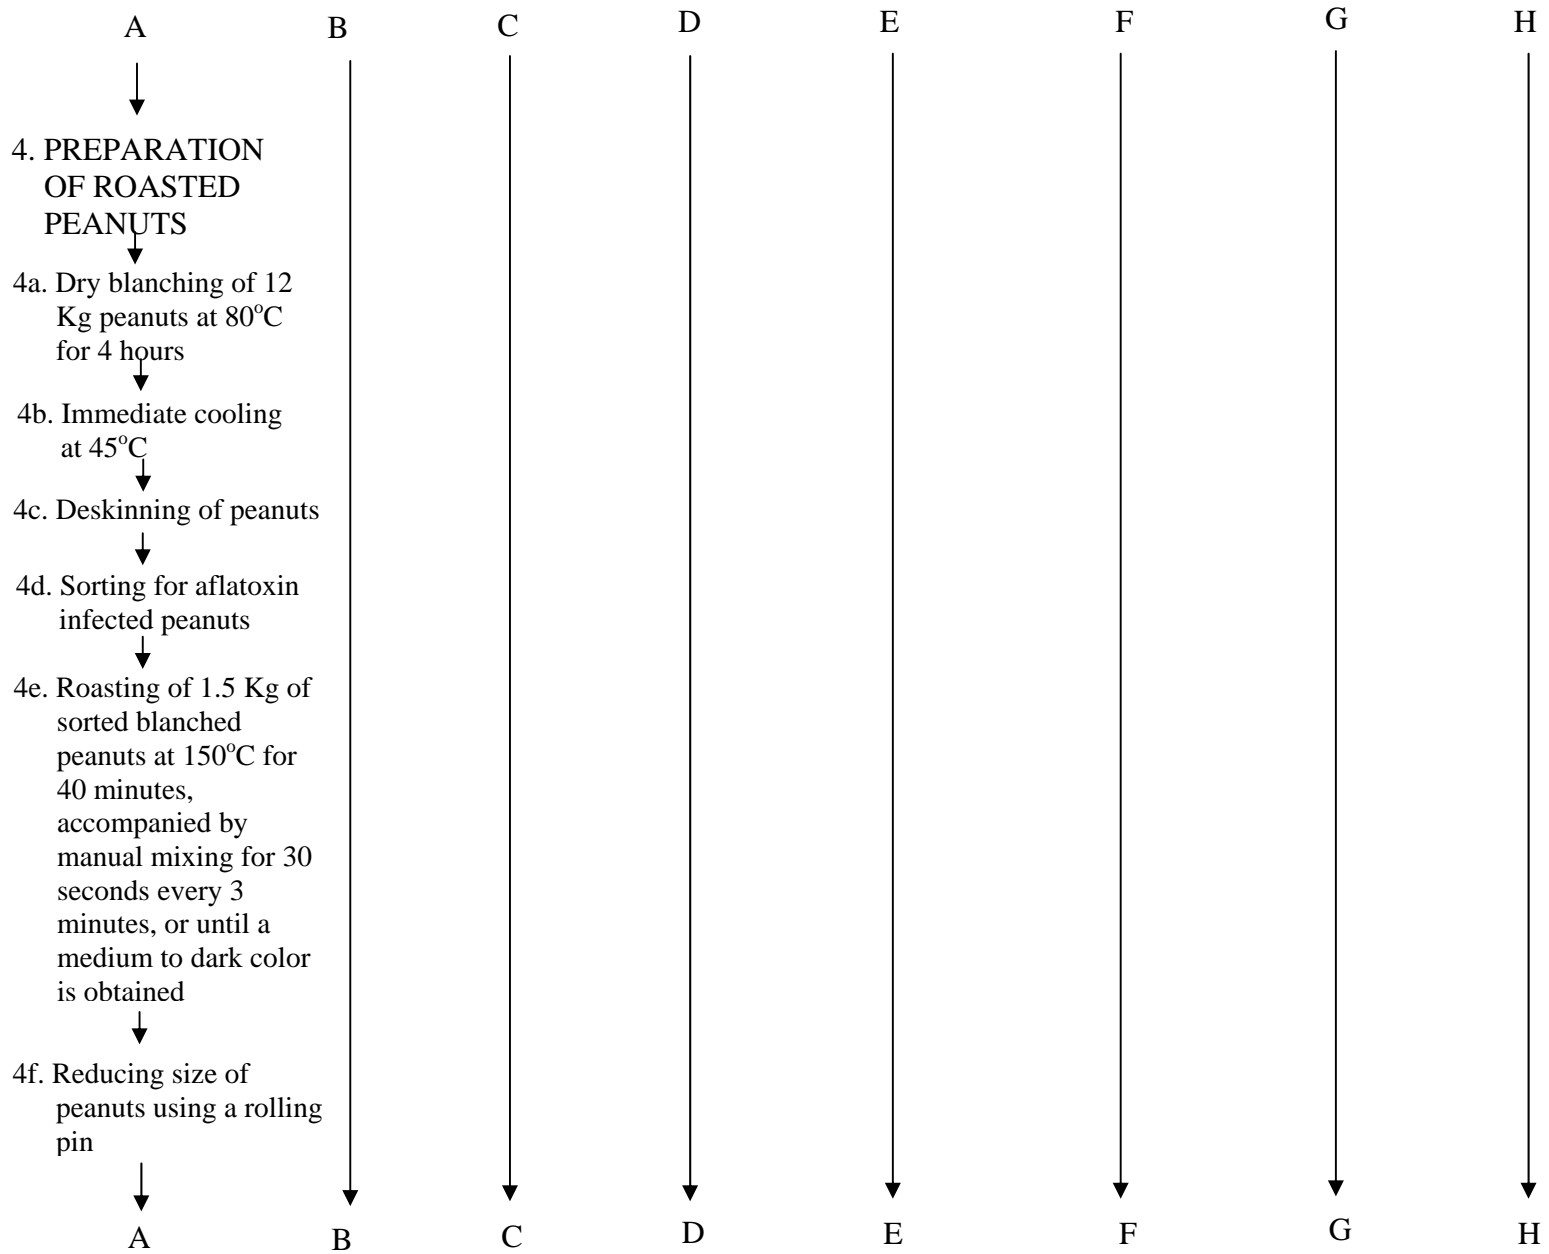 A B C D E F G H
4. PREPARATION
OF ROASTED
PEANUTS
4a. Dry blanching of 12
Kg peanuts at 80°C
for 4 hours
4b. Immediate cooling
at 45°C
4c. Deskinning of peanuts
4d. Sorting for aflatoxin
infected peanuts
4e. Roasting of 1.5 Kg of
sorted blanched
peanuts at 150°C for
40 minutes,
accompanied by
manual mixing for 30
seconds every 3
minutes, or until a
medium to dark color
is obtained
4f. Reducing size of
peanuts using a rolling
pin
A B C D E F G H